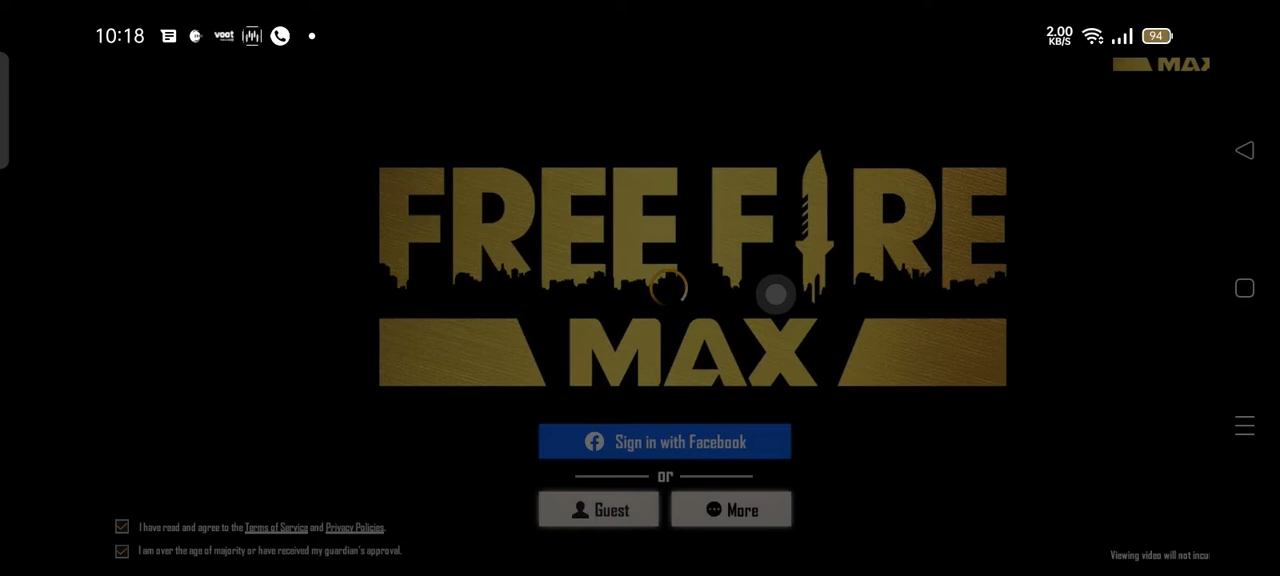 10:18
voot
2.00
KB/S
94
MAX
FREE FIRE
MAX
Sign in with Facebook
or
Guest
More
I have read and agree to the Terms of Service and Privacy Policies.
I am over the age of majority or have received my guardian's approval.
Viewing video will not incu